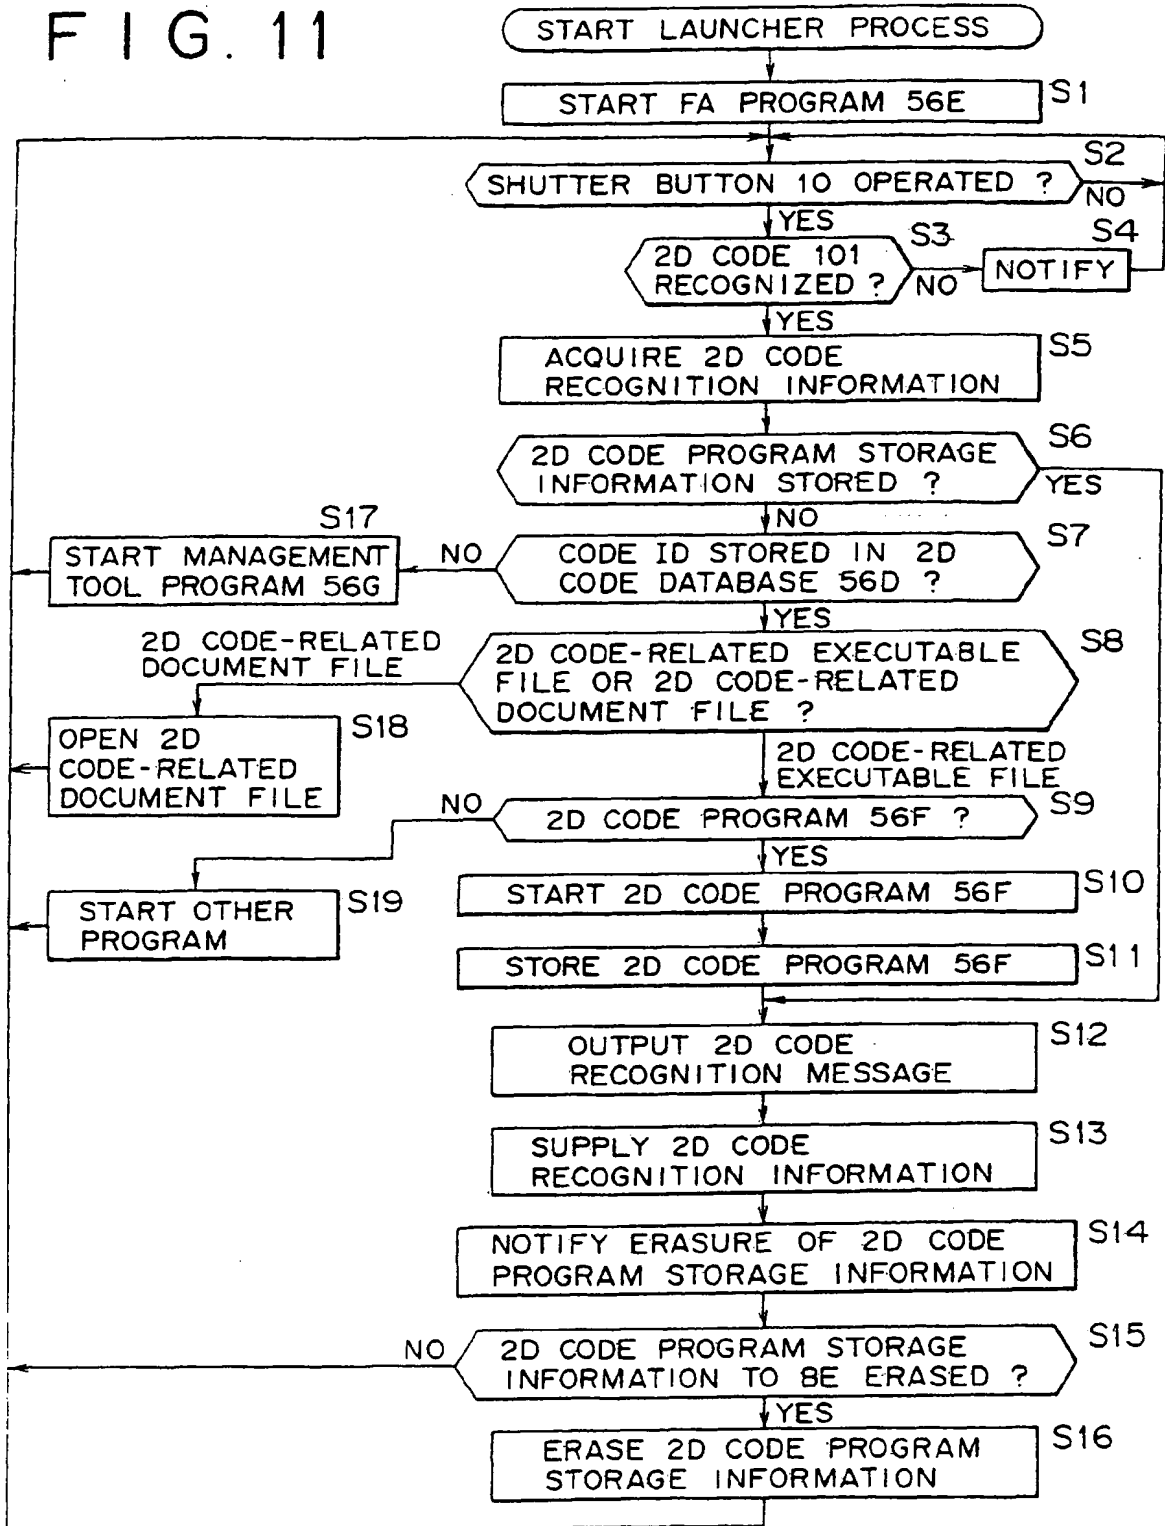 FIG. 11
START LAUNCHER PROCESS
START FA PROGRAM 56E
S1
SHUTTER BUTTON 10 OPERATED ?
S2
NO
YES
2D CODE 101
RECOGNIZED ?
S3
NO
S4
NOTIFY
YES
ACQUIRE 2D CODE
RECOGNITION INFORMATION
S5
2D CODE PROGRAM STORAGE
INFORMATION STORED ?
S6
YES
NO
CODE ID STORED IN 2D
CODE DATABASE 56D ?
S7
NO
S17
START MANAGEMENT
TOOL PROGRAM 56G
YES
2D CODE-RELATED EXECUTABLE
FILE OR 2D CODE-RELATED
DOCUMENT FILE ?
S8
2D CODE-RELATED
DOCUMENT FILE
OPEN 2D
CODE-RELATED
DOCUMENT FILE
S18
2D CODE-RELATED
EXECUTABLE FILE
2D CODE PROGRAM 56F ?
S9
NO
START OTHER
PROGRAM
S19
YES
START 2D CODE PROGRAM 56F
S10
STORE 2D CODE PROGRAM 56F
S11
OUTPUT 2D CODE
RECOGNITION MESSAGE
S12
SUPPLY 2D CODE
RECOGNITION INFORMATION
S13
NOTIFY ERASURE OF 2D CODE
PROGRAM STORAGE INFORMATION
S14
2D CODE PROGRAM STORAGE
INFORMATION TO BE ERASED ?
S15
NO
YES
ERASE 2D CODE PROGRAM
STORAGE INFORMATION
S16